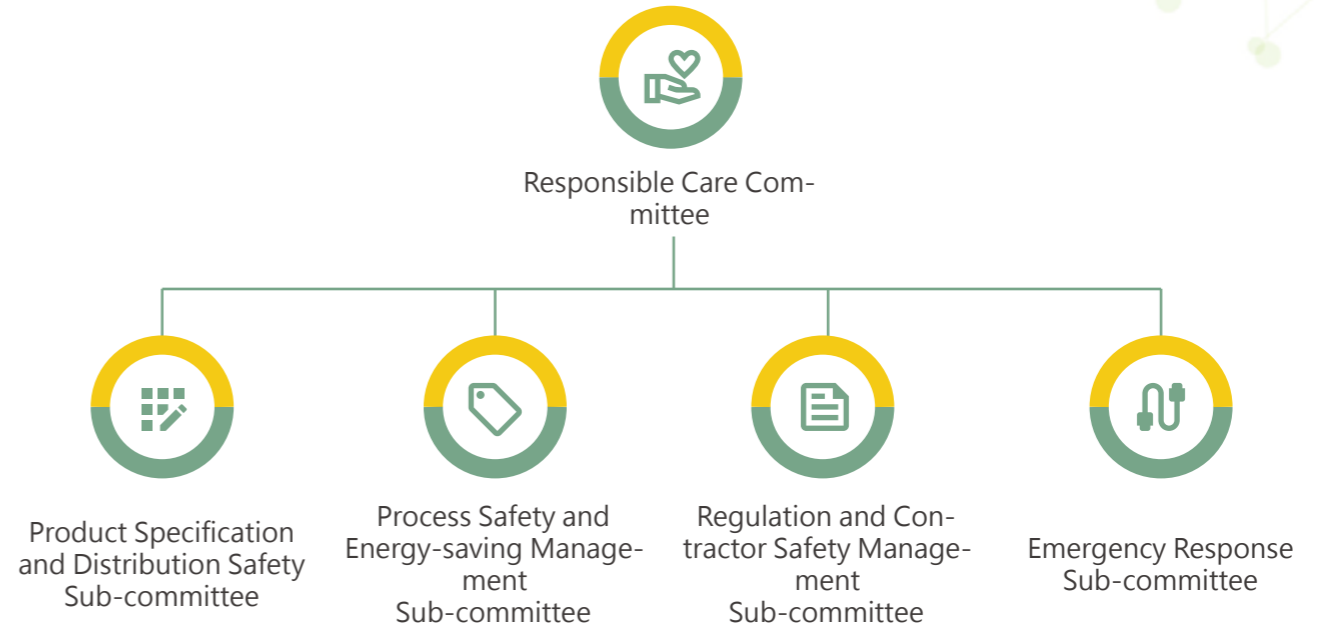 Responsible Care Com-
mittee
Product Specification
and Distribution Safety
Sub-committee
Process Safety and
Energy-saving Manage-
ment
Sub-committee
Regulation and Con-
tractor Safety Manage-
ment
Sub-committee
Emergency Response
Sub-committee